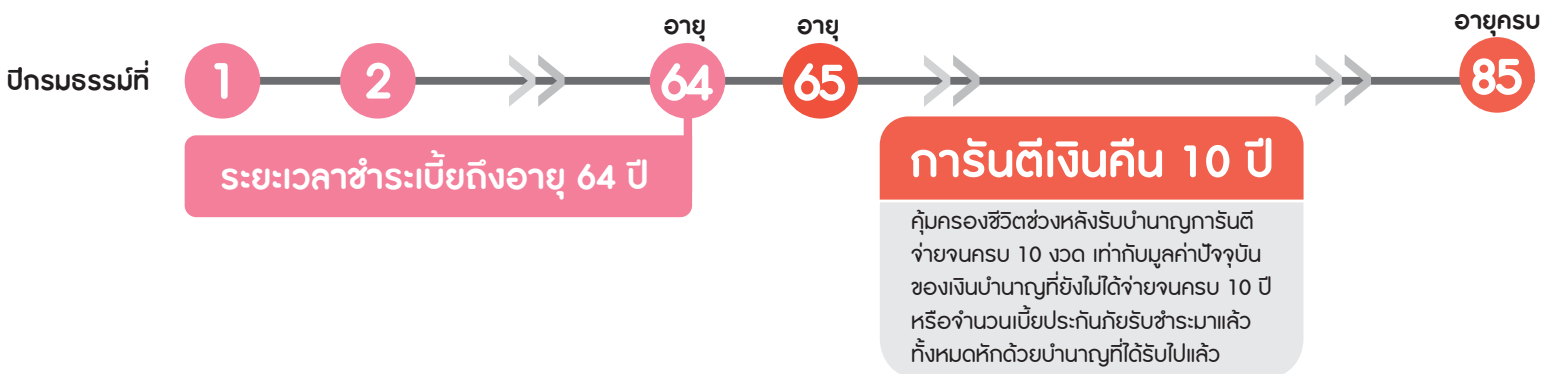 อายุ
อายุ
อายุครบ
ปีกรมธรรม์ที่
1
2
64
65
85
ระยะเวลาชำระเบี้ยถึงอายุ 64 ปี
การันตีเงินคืน 10 ปี
คุ้มครองชีวิตช่วงหลังรับบำนาญการันตี
จ่ายจนครบ 10 งวด เท่ากับมูลค่าปัจจุบัน
ของเงินบำนาญที่ยังไม่ได้จ่ายจนครบ 10 ปี
หรือจำนวนเบี้ยประกันภัยรับชำระมาแล้ว
ทั้งหมดหักด้วยบำนาญที่ได้รับไปแล้ว